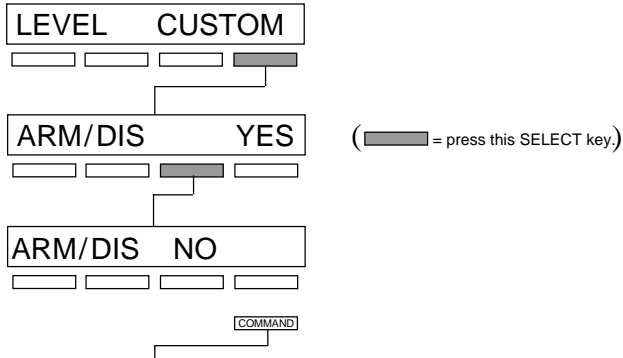 LEVEL CUSTOM
ARM/DIS YES
( = press this SELECT key.)
ARM/DIS NO
COMMAND